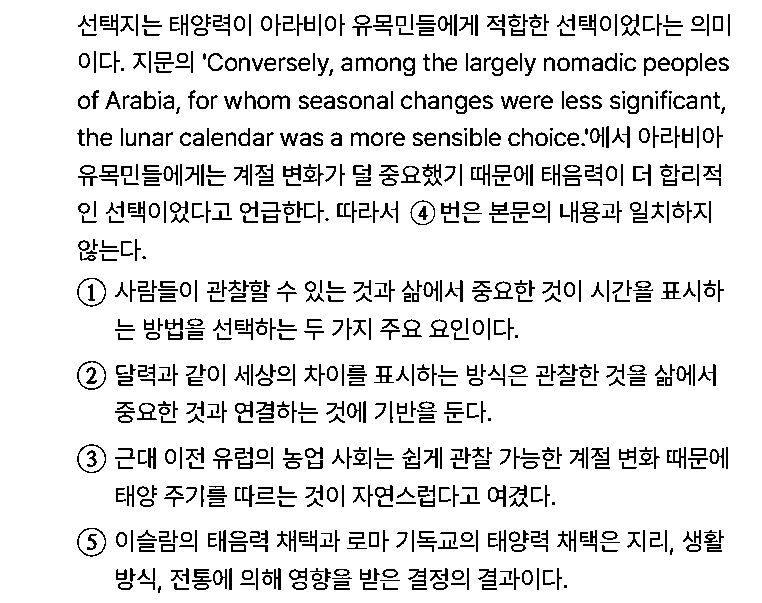 선택지는 태양력이 아라비아 유목민들에게 적합한 선택이었다는 의미
이다. 지문의 'Conversely, among the largely nomadic peoples
of Arabia, for whom seasonal changes were less significant,
the lunar calendar was a more sensible choice.'에서 아라비아
유목민들에게는 계절 변화가 덜 중요했기 때문에 태음력이 더 합리적
인 선택이었다고 언급한다. 따라서 ④번은 본문의 내용과 일치하지
않는다.
① 사람들이 관찰할 수 있는 것과 삶에서 중요한 것이 시간을 표시하
는 방법을 선택하는 두 가지 주요 요인이다.
② 달력과 같이 세상의 차이를 표시하는 방식은 관찰한 것을 삶에서
중요한 것과 연결하는 것에 기반을 둔다.
③ 근대 이전 유럽의 농업 사회는 쉽게 관찰 가능한 계절 변화 때문에
태양 주기를 따르는 것이 자연스럽다고 여겼다.
⑤ 이슬람의 태음력 채택과 로마 기독교의 태양력 채택은 지리, 생활
방식, 전통에 의해 영향을 받은 결정의 결과이다.